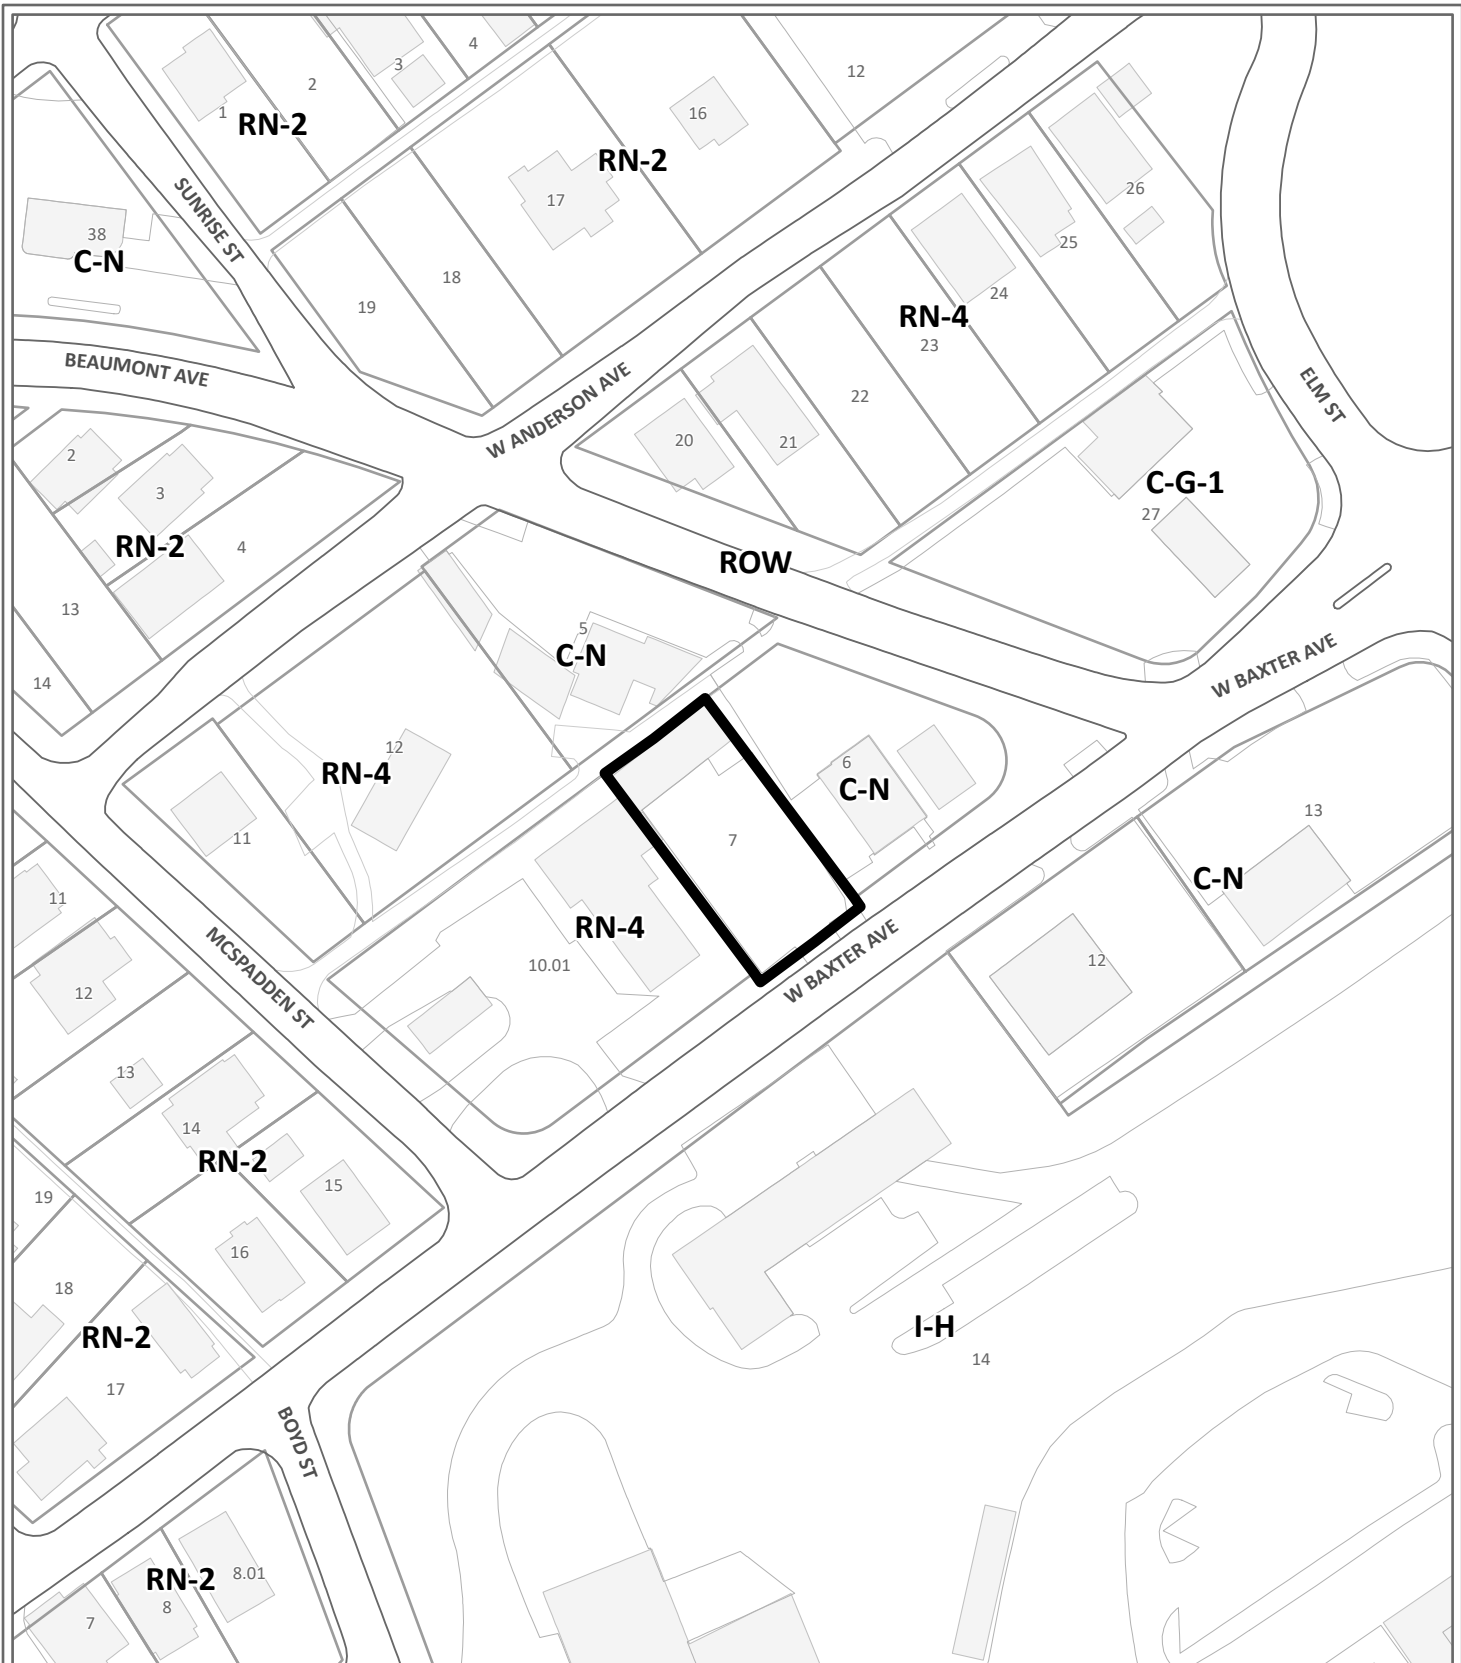 4
3
12
2
1
RN-2
16
RN-2
17
26
SUNRISE ST
38
C-N
25
18
24
19
RN-4
23
BEAUMONT AVE
ELM ST
22
W ANDERSON AVE
20
21
2
3
C-G-1
27
RN-2
4
ROW
13
5
C-N
W BAXTER AVE
14
12
RN-4
6
C-N
11
7
13
C-N
11
RN-4
10.01
12
W BAXTER AVE
MCSPADDEN ST
12
13
14
RN-2
15
19
16
18
RN-2
17
I-H
14
BOYD ST
RN-2
8.01
8
7